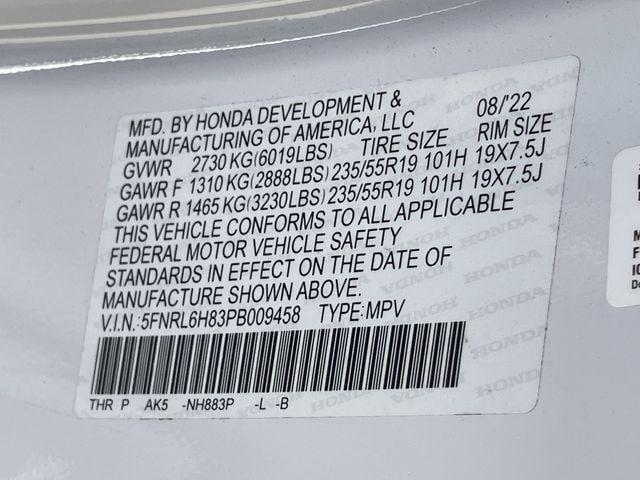 MFD. BY HONDA DEVELOPMENT &
MANUFACTURING OF AMERICA, LLC 08/'22
GVWR 2730 KG(6019LBS) TIRE SIZE RIM SIZE
GAWR F 1310 KG(2888LBS) 235/55R19 101H 19X7.5J
GAWR R 1465 KG(3230LBS) 235/55R19 101H 19X7.5J
THIS VEHICLE CONFORMS TO ALL APPLICABLE
FEDERAL MOTOR VEHICLE SAFETY
STANDARDS IN EFFECT ON THE DATE OF
MANUFACTURE SHOWN ABOVE.
V.I.N.:5FNRL6H83PB009458 TYPE:MPV
THR P AK5 -NH883P -L -B